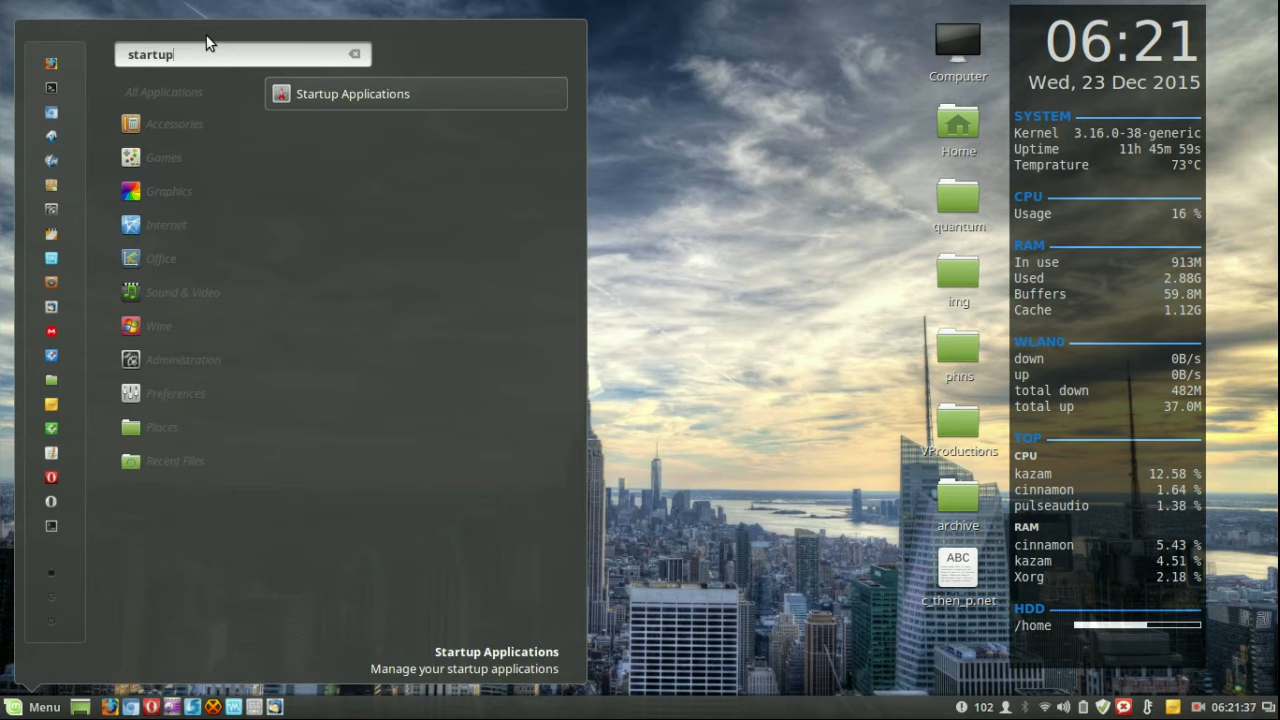 startup
Startup Applications
All Applications
Accessories
Games
Graphics
Internet
Office
Sound & Video
Wine
Administration
Preferences
Places
Recent Files
Startup Applications
Manage your startup applications
Computer
Home
quantum
img
phns
VProductions
archive
ABC
c_then_p.net
06:21
Wed, 23 Dec 2015
SYSTEM
Kernel 3.16.0-38-generic
Uptime 11h 45m 59s
Temprature 73°C
CPU
Usage 16 %
RAM
In use 913M
Used 2.88G
Buffers 59.8M
Cache 1.12G
WLAN0
down 0B/s
up 0B/s
total down 482M
total up 37.0M
TOP
CPU
kazam 12.58 %
cinnamon 1.64 %
pulseaudio 1.38 %
RAM
cinnamon 5.43 %
kazam 4.51 %
Xorg 2.18 %
HDD
/home
Menu
102
06:21:37